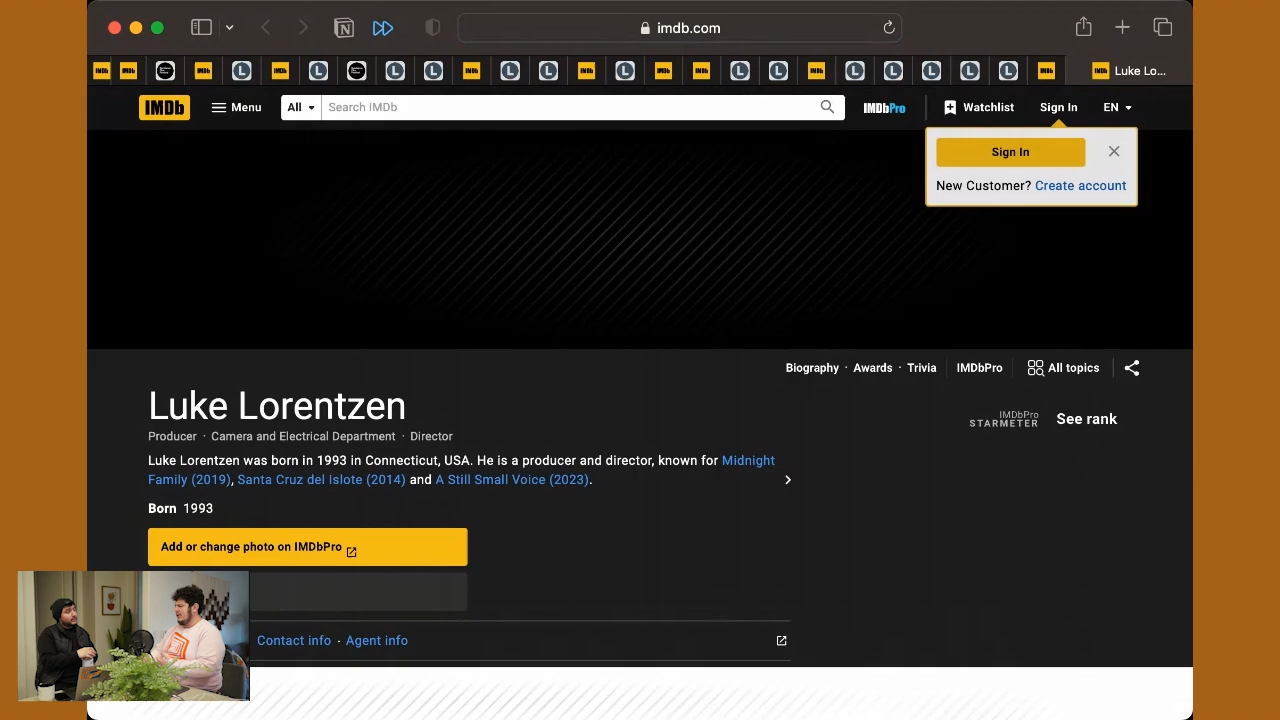 imdb.com
Luke Lo...
IMDb
Menu
All
Search IMDb
IMDbPro
Watchlist
Sign In
EN
Sign In
New Customer? Create account
Biography · Awards · Trivia
IMDbPro
All topics
Luke Lorentzen
Producer · Camera and Electrical Department · Director
IMDbPro
STARMETER
See rank
Luke Lorentzen was born in 1993 in Connecticut, USA. He is a producer and director, known for Midnight
Family (2019), Santa Cruz del Islote (2014) and A Still Small Voice (2023).
Born 1993
Add or change photo on IMDbPro
Contact info · Agent info